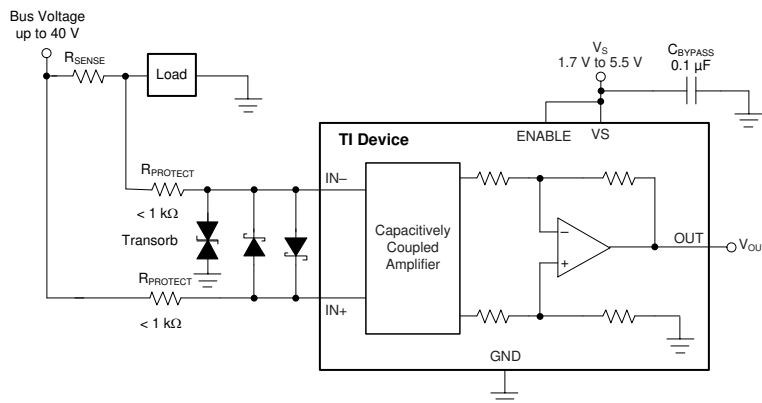 Bus Voltage
up to 40 V
RSENSE
Load
VS
1.7 V to 5.5 V
CBYPASS
0.1 µF
ENABLE
VS
TI Device
RPROTECT
< 1 kΩ
Transorb
RPROTECT
< 1 kΩ
IN–
IN+
Capacitively
Coupled
Amplifier
–
+
OUT
VOU
GND